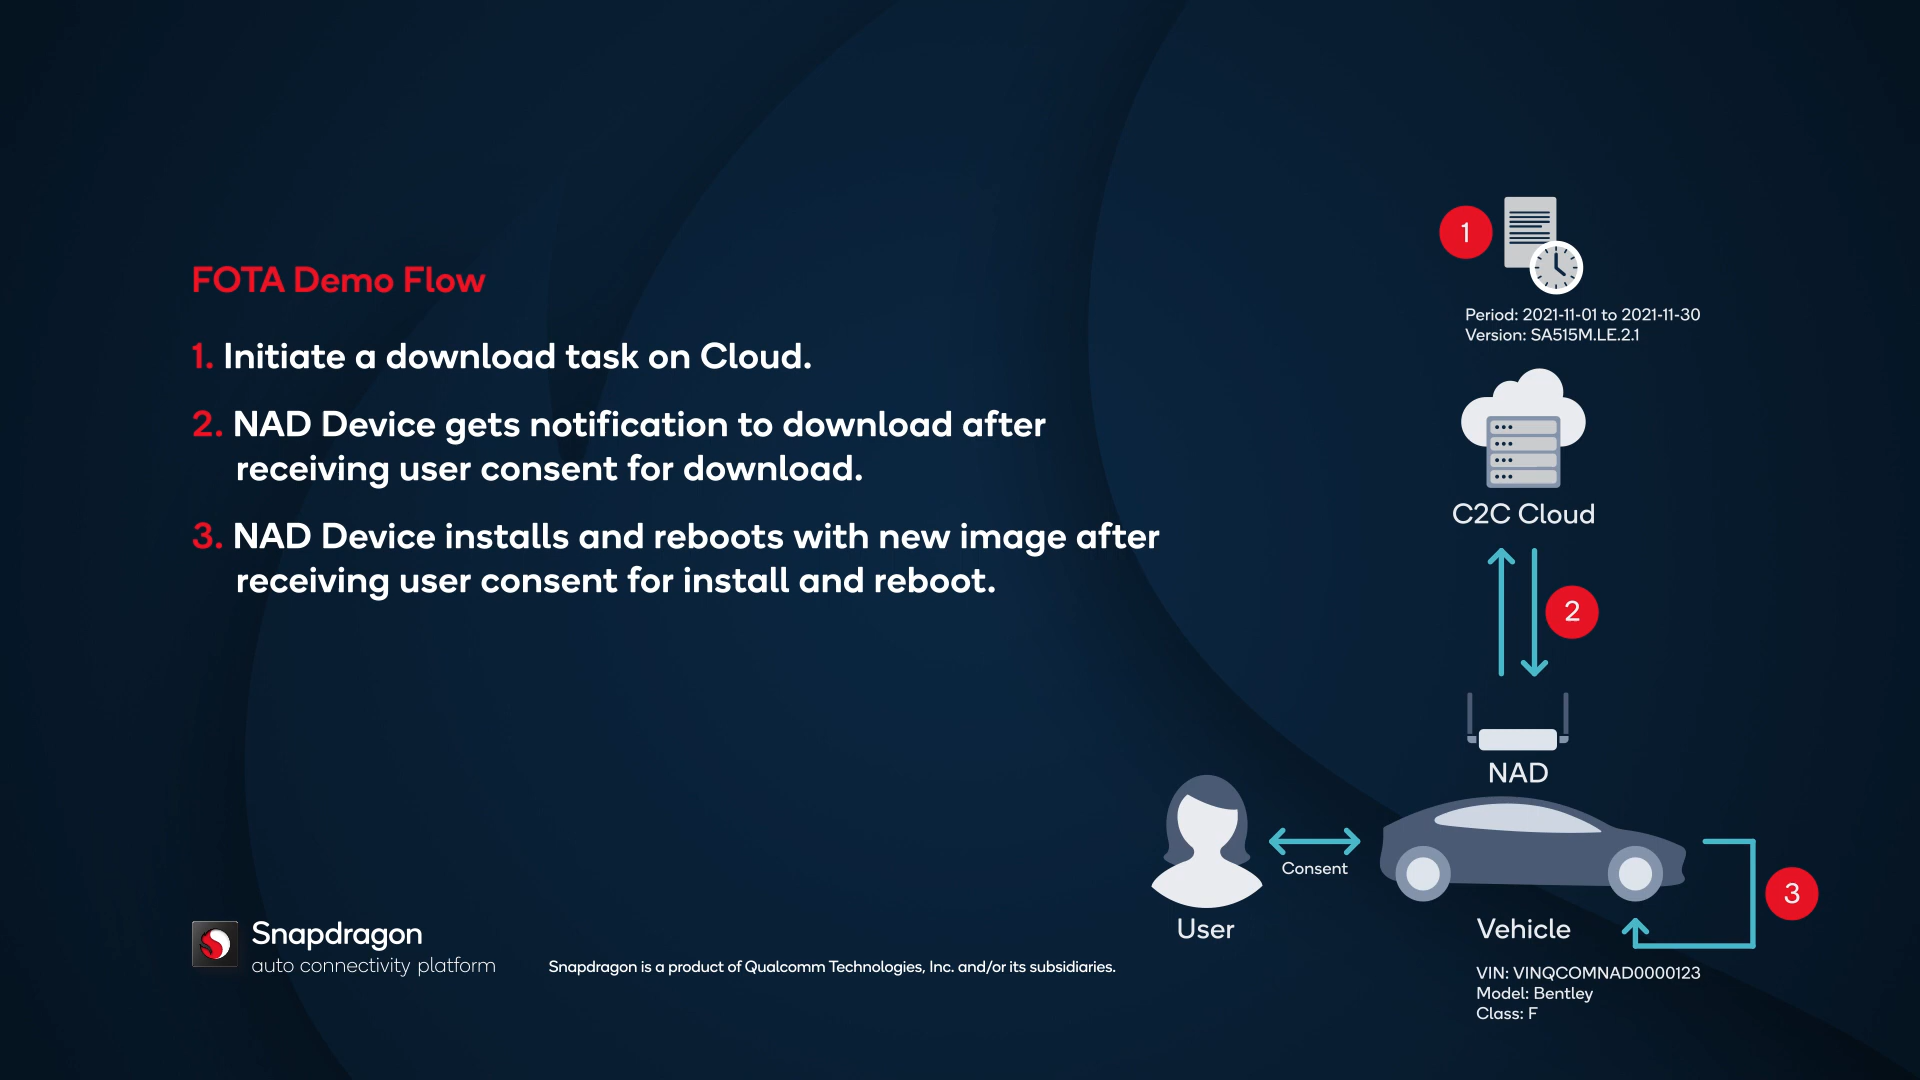 FOTA Demo Flow
1. Initiate a download task on Cloud.
2. NAD Device gets notification to download after
receiving user consent for download.
3. NAD Device installs and reboots with new image after
receiving user consent for install and reboot.
1
Period: 2021-11-01 to 2021-11-30
Version: SA515M.LE.2.1
C2C Cloud
2
NAD
Consent
User
3
Vehicle
VIN: VINQCOMNAD0000123
Model: Bentley
Class: F
Snapdragon
auto connectivity platform
Snapdragon is a product of Qualcomm Technologies, Inc. and/or its subsidiaries.